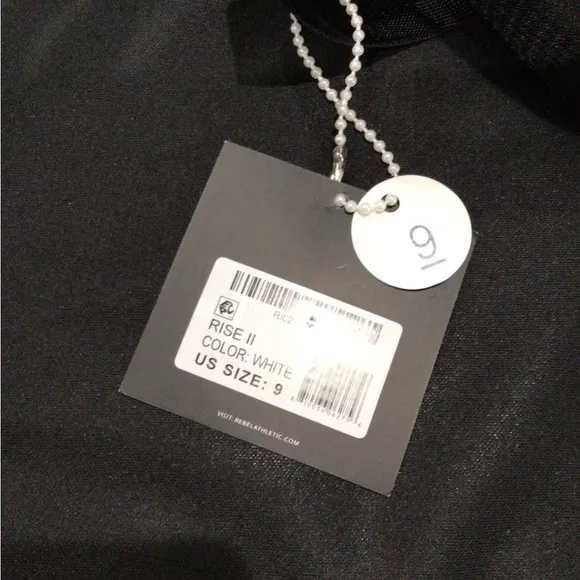 9
RISE II
COLOR: WHITE
US SIZE: 9
VISIT: REBELATHLETIC.COM